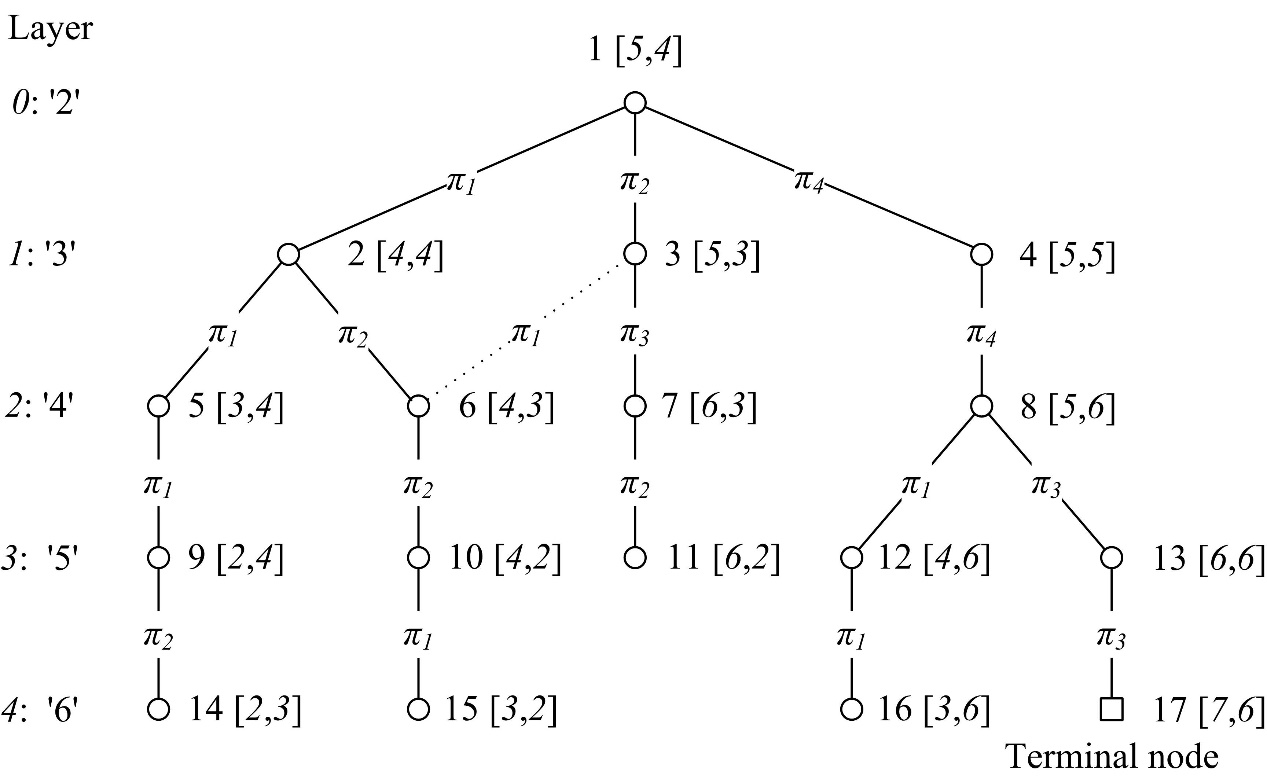 Layer
1 [5,4]
0: '2'
π1 π2 π4
1: '3' 2 [4,4] 3 [5,3] 4 [5,5]
π1 π2 π1 π3 π4
2: '4' 5 [3,4] 6 [4,3] 7 [6,3] 8 [5,6]
π1 π2 π2 π1 π3
3: '5' 9 [2,4] 10 [4,2] 11 [6,2] 12 [4,6] 13 [6,6]
π2 π1 π1 π3
4: '6' 14 [2,3] 15 [3,2] 16 [3,6] 17 [7,6]
Terminal node